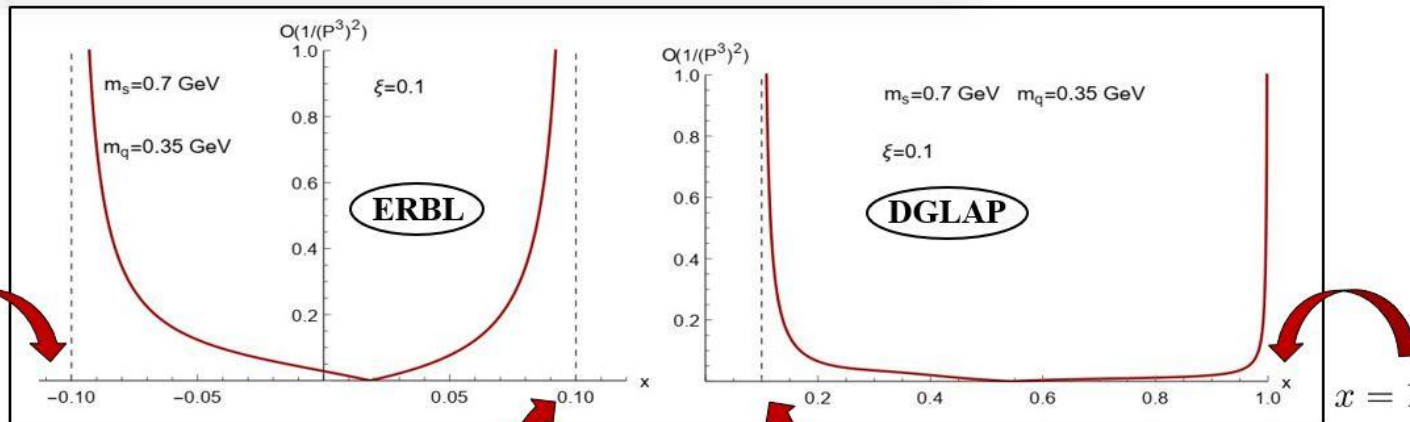 O(1/(P³)²)
1.0
mₛ=0.7 GeV
ξ=0.1
0.8
m_q=0.35 GeV
0.6
ERBL
0.4
0.2
x
−0.10
−0.05
0.05
0.10
O(1/(P³)²)
1.0
mₛ=0.7 GeV m_q=0.35 GeV
0.8
ξ=0.1
0.6
DGLAP
0.4
0.2
x
0.2
0.4
0.6
0.8
1.0
x =